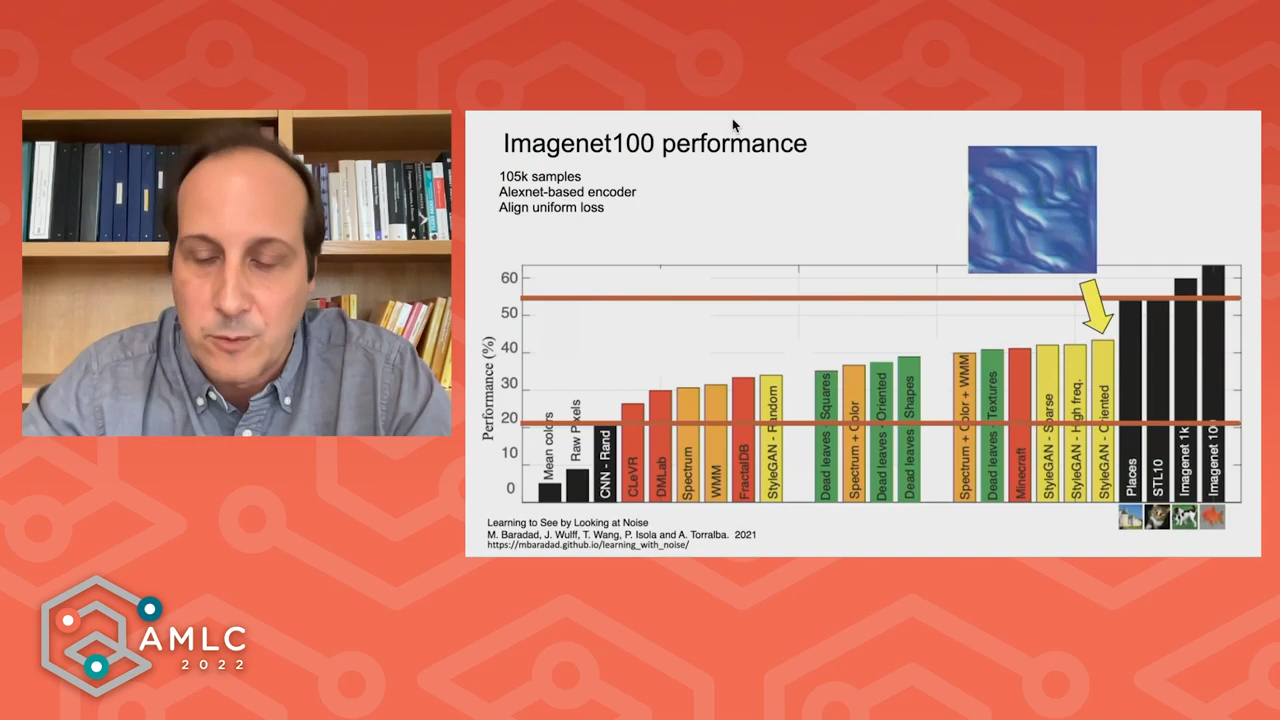 Imagenet100 performance
105k samples
Alexnet-based encoder
Align uniform loss
Performance (%)
60
50
40
30
20
10
0
Mean colors
Raw Pixels
CNN - Rand
CLeVR
DMLab
Spectrum
WMM
FractalDB
StyleGAN - Random
Dead leaves - Squares
Spectrum + Color
Dead leaves - Oriented
Dead leaves - Shapes
Spectrum + Color + WMM
Dead leaves - Textures
Minecraft
StyleGAN - Sparse
StyleGAN - High freq.
StyleGAN - Oriented
Places
STL10
Imagenet 1k
Imagenet 100
Learning to See by Looking at Noise
M. Baradad, J. Wulff, T. Wang, P. Isola and A. Torralba. 2021
https://mbaradad.github.io/learning_with_noise/
AMLC
2022